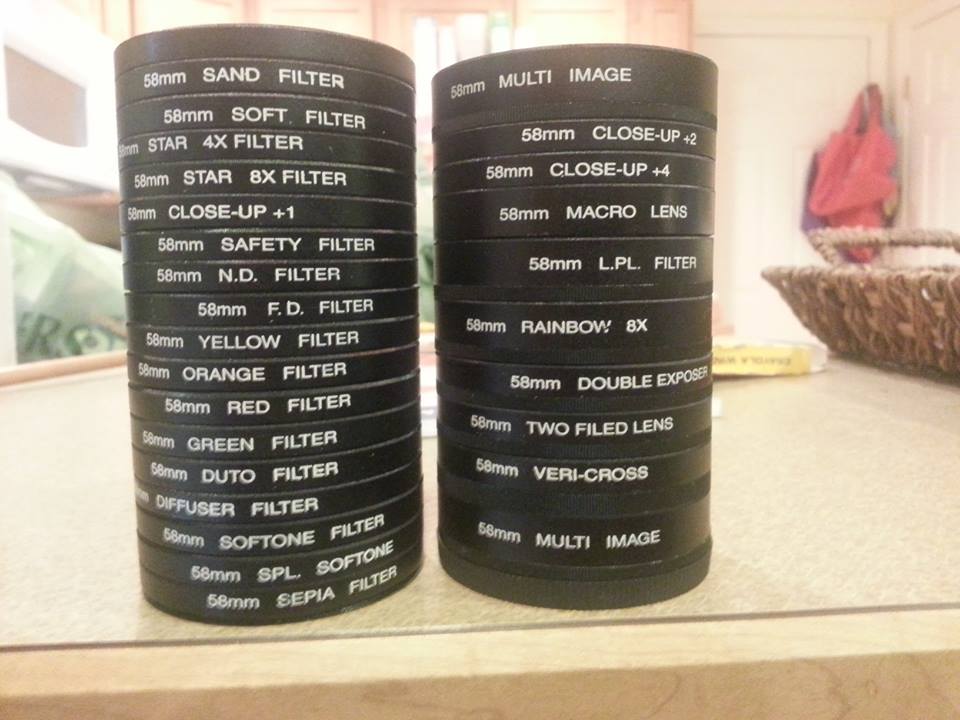 58mm SAND FILTER
58mm SOFT FILTER
58mm STAR 4X FILTER
58mm STAR 8X FILTER
58mm CLOSE-UP +1
58mm SAFETY FILTER
58mm N.D. FILTER
58mm F.D. FILTER
58mm YELLOW FILTER
58mm ORANGE FILTER
58mm RED FILTER
58mm GREEN FILTER
58mm DUTO FILTER
DIFFUSER FILTER
58mm SOFTONE FILTER
58mm SPL. SOFTONE
58mm SEPIA FILTER
58mm MULTI IMAGE
58mm CLOSE-UP +2
58mm CLOSE-UP +4
58mm MACRO LENS
58mm L.PL. FILTER
58mm RAINBOW 8X
58mm DOUBLE EXPOSER
58mm TWO FILED LENS
58mm VERI-CROSS
58mm MULTI IMAGE
CRAYOLA